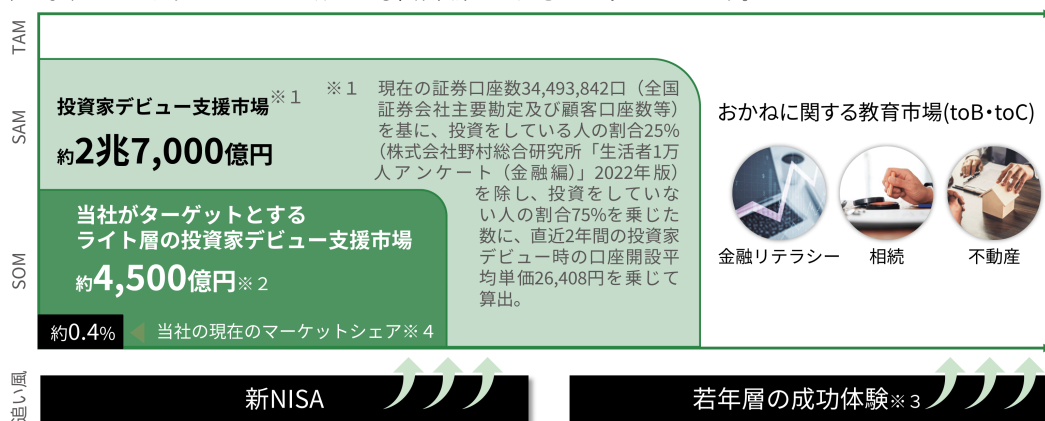 TAM
SAM
SOM
投資家デビュー支援市場※１
約2兆7,000億円
※１ 現在の証券口座数34,493,842口（全国
証券会社主要勘定及び顧客口座数等）
を基に、投資をしている人の割合25%
（株式会社野村総合研究所「生活者1万
人アンケート（金融編）」2022年版）
を除し、投資をしていな
い人の割合75%を乗じた
数に、直近2年間の投資家
デビュー時の口座開設平
均単価26,408円を乗じて
算出。
当社がターゲットとする
ライト層の投資家デビュー支援市場
約4,500億円※２
約0.4%
当社の現在のマーケットシェア※４
おかねに関する教育市場(toB・toC)
金融リテラシー
相続
不動産
追い風
新NISA
若年層の成功体験※３